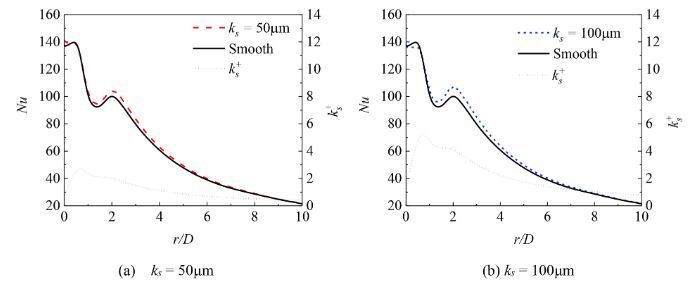 (a)
160
140
120
100
80
60
40
20
Nu
14
12
10
8
6
4
2
0
k_s^+
0 2 4 6 8 10
r/D
k_s = 50μm
Smooth
k_s^+
(a) k_s = 50μm
(b)
160
140
120
100
80
60
40
20
Nu
14
12
10
8
6
4
2
0
k_s^+
0 2 4 6 8 10
r/D
k_s = 100μm
Smooth
k_s^+
(b) k_s = 100μm